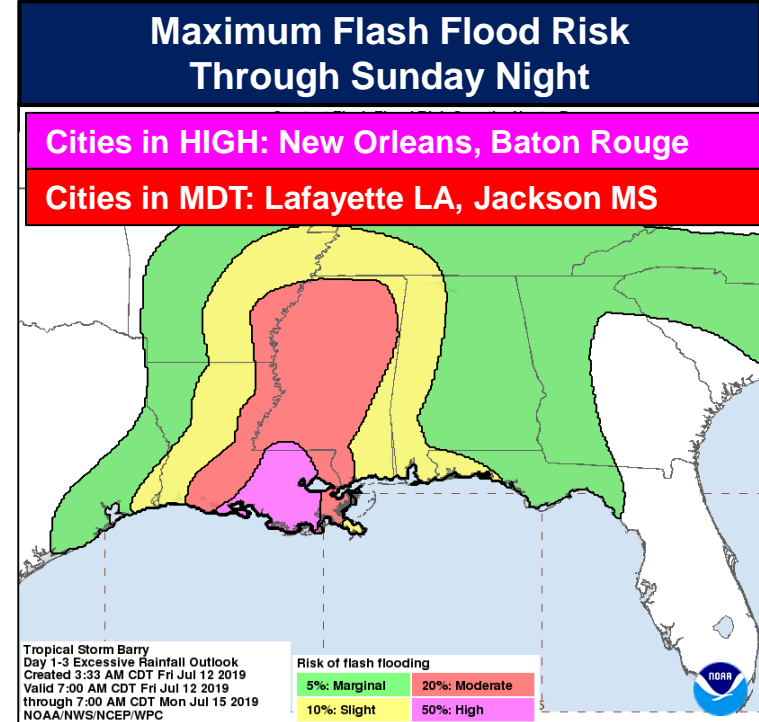 Maximum Flash Flood Risk
Through Sunday Night
Cities in HIGH: New Orleans, Baton Rouge
Cities in MDT: Lafayette LA, Jackson MS
Tropical Storm Barry
Day 1-3 Excessive Rainfall Outlook
Created 3:33 AM CDT Fri Jul 12 2019
Valid 7:00 AM CDT Fri Jul 12 2019
through 7:00 AM CDT Mon Jul 15 2019
NOAA/NWS/NCEP/WPC
Risk of flash flooding
5%: Marginal
20%: Moderate
10%: Slight
50%: High
NOAA